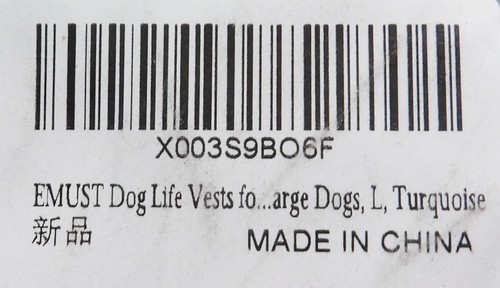 X003S9BO6F
EMUST Dog Life Vests fo...arge Dogs, L, Turquoise
新品
MADE IN CHINA